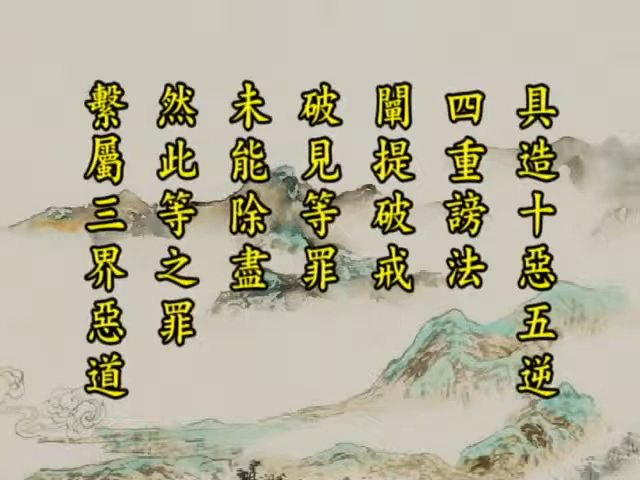 具造十惡五逆
四重謗法
闡提破戒
破見等罪
未能除盡
然此等之罪
繫屬三界惡道